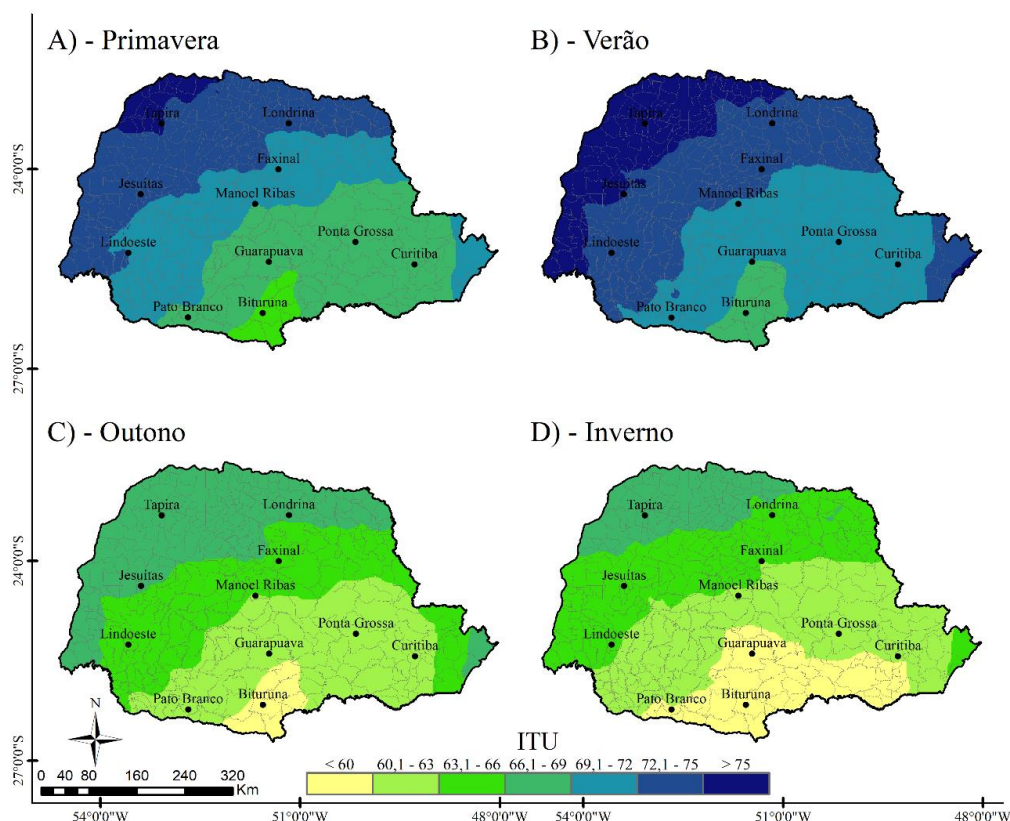 A) - Primavera
Tapira
Londrina
Faxinal
Jesuitas
Manoel Ribas
Ponta Grossa
Lindoeste
Guarapuava
Curitiba
Bituruna
Pato Branco
B) - Verão
Tapira
Londrina
Faxinal
Jesuitas
Manoel Ribas
Ponta Grossa
Lindoeste
Guarapuava
Curitiba
Bituruna
Pato Branco
24°0'0"S
27°0'0"S
C) - Outono
Tapira
Londrina
Faxinal
Jesuitas
Manoel Ribas
Ponta Grossa
Lindoeste
Guarapuava
Curitiba
Bituruna
Pato Branco
D) - Inverno
Tapira
Londrina
Faxinal
Jesuitas
Manoel Ribas
Ponta Grossa
Lindoeste
Guarapuava
Curitiba
Bituruna
Pato Branco
24°0'0"S
27°0'0"S
N
0 40 80 160 240 320
Km
ITU
< 60 60,1 - 63 63,1 - 66 66,1 - 69 69,1 - 72 72,1 - 75 > 75
54°0'0"W 51°0'0"W 48°0'0"W 54°0'0"W 51°0'0"W 48°0'0"W